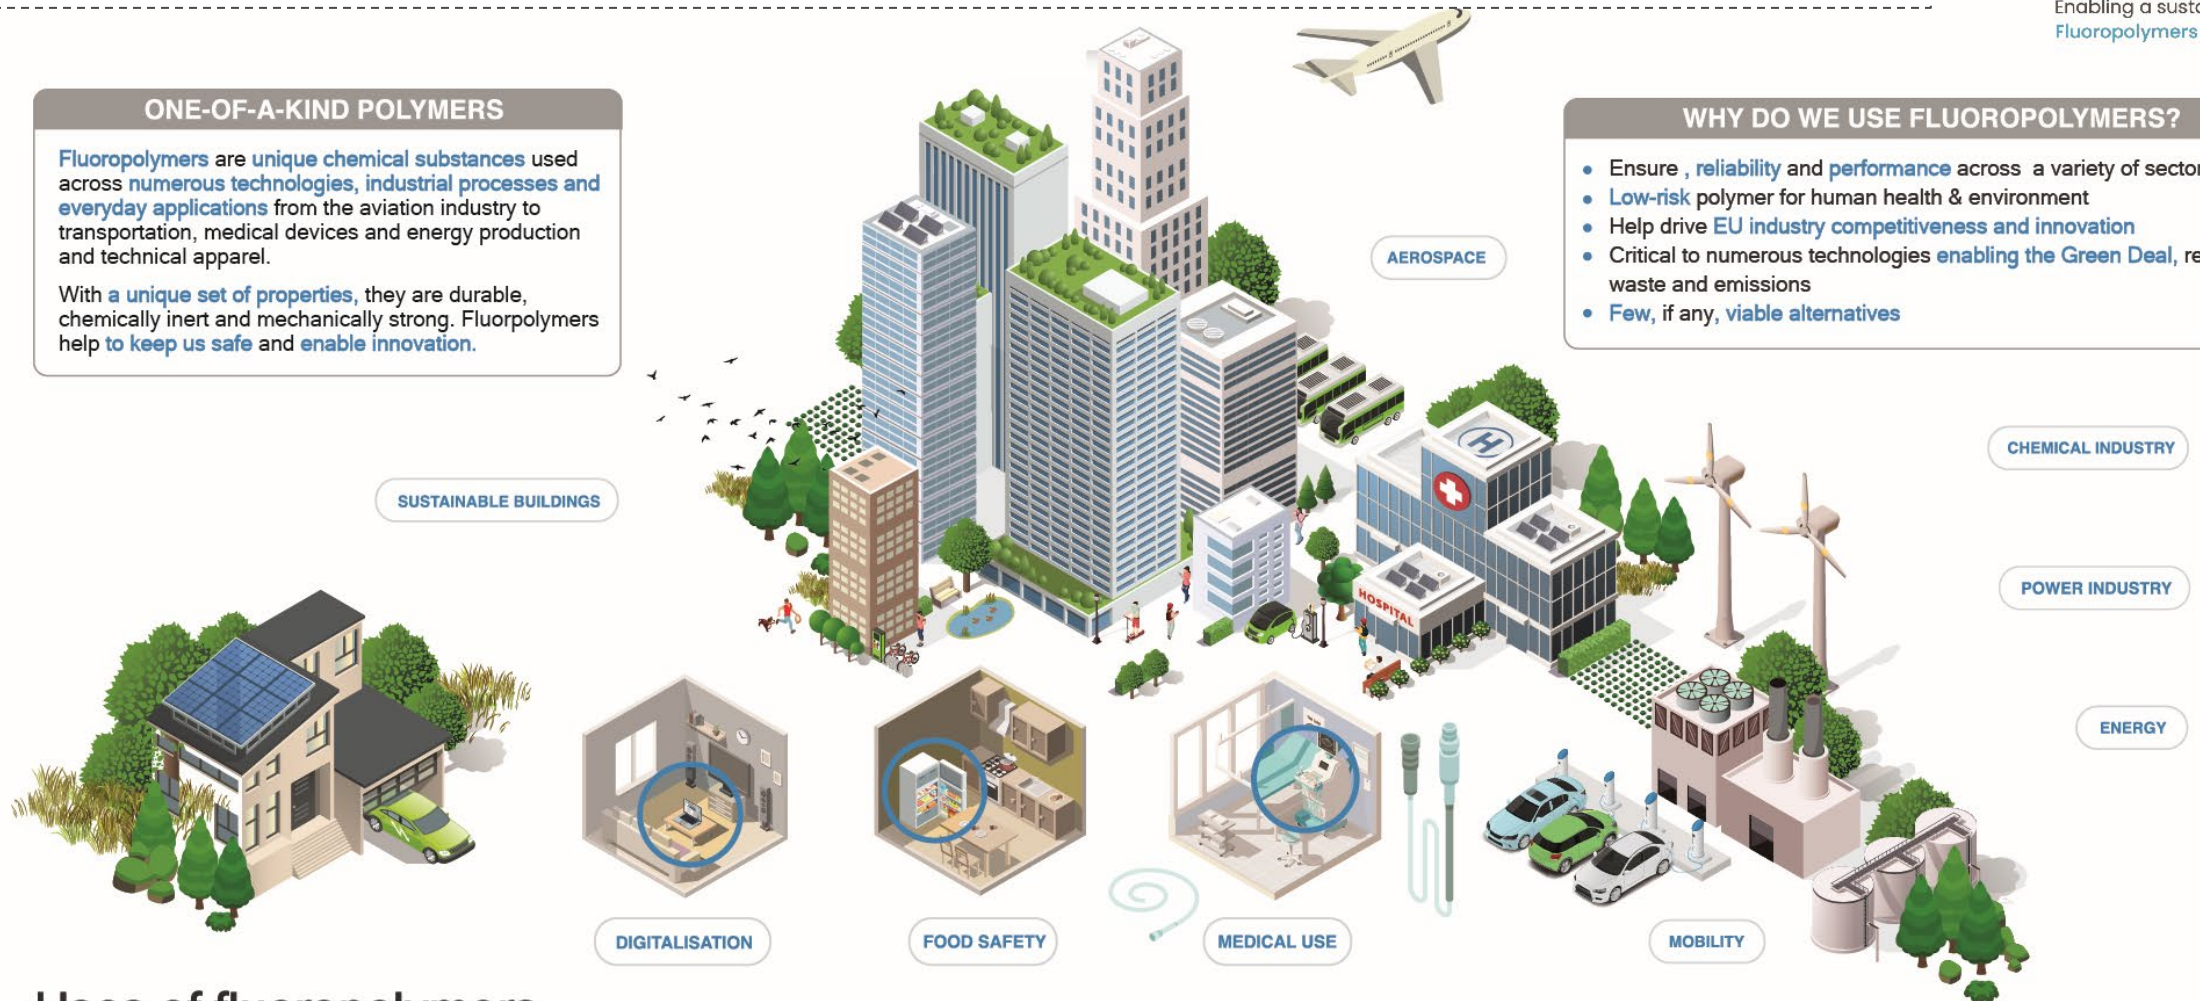 Enabling a susta
Fluoropolymers
ONE-OF-A-KIND POLYMERS
Fluoropolymers are unique chemical substances used
across numerous technologies, industrial processes and
everyday applications from the aviation industry to
transportation, medical devices and energy production
and technical apparel.
With a unique set of properties, they are durable,
chemically inert and mechanically strong. Fluorpolymers
help to keep us safe and enable innovation.
WHY DO WE USE FLUOROPOLYMERS?
• Ensure , reliability and performance across a variety of sector
• Low-risk polymer for human health & environment
• Help drive EU industry competitiveness and innovation
• Critical to numerous technologies enabling the Green Deal, re
waste and emissions
• Few, if any, viable alternatives
AEROSPACE
CHEMICAL INDUSTRY
SUSTAINABLE BUILDINGS
H
HOSPITAL
POWER INDUSTRY
ENERGY
DIGITALISATION
FOOD SAFETY
MEDICAL USE
MOBILITY
Uses of fluoropolymers